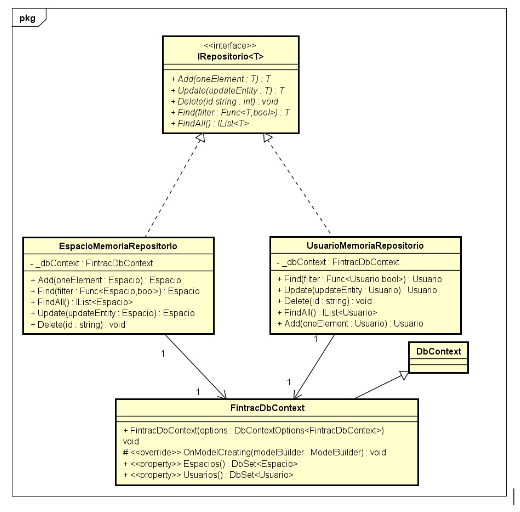 pkg
<<interface>>
IRepositorio<T>
+ Add(oneElement : T) : T
+ Update(updateEntity : T) : T
+ Delete(id string : int) : void
+ Find(filter : Func<T,bool>) : T
+ FindAll() : IList<T>
EspacioMemoriaRepositorio
- _dbContext : FintracDbContext
+ Add(oneElement : Espacio) : Espacio
+ Find(filter : Func<Espacio,bool>) : Espacio
+ FindAll() : IList<Espacio>
+ Update(updateEntity : Espacio) : Espacio
+ Delete(id : string) : void
UsuarioMemoriaRepositorio
- _dbContext : FintracDbContext
+ Find(filter : Func<Usuario,bool>) : Usuario
+ Update(updateEntity : Usuario) : Usuario
+ Delete(id : string) : void
+ FindAll() : IList<Usuario>
+ Add(oneElement : Usuario) : Usuario
1
1
1
1
DbContext
FintracDbContext
+ FintracDbContext(options : DbContextOptions<FintracDbContext>)
void
# <<override>> OnModelCreating(modelBuilder : ModelBuilder) : void
+ <<property>> Espacios() : DbSet<Espacio>
+ <<property>> Usuarios() : DbSet<Usuario>